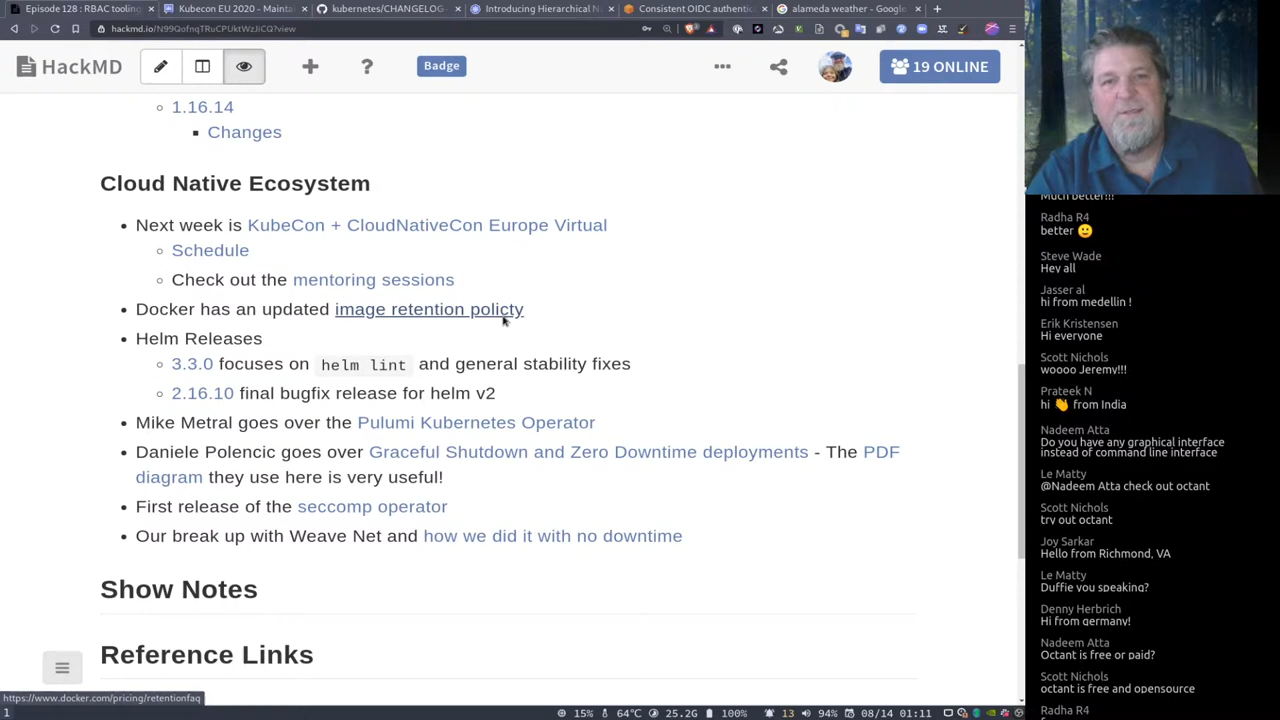 Episode 128 : RBAC tooling
Kubecon EU 2020 - Mainta
kubernetes/CHANGELOG-
Introducing Hierarchical N
Consistent OIDC authenti
alameda weather - Google
hackmd.io/N99QofnqTRuCPUktWzJiCQ?view
HackMD
Badge
19 ONLINE
1.16.14
Changes
Cloud Native Ecosystem
Next week is KubeCon + CloudNativeCon Europe Virtual
Schedule
Check out the mentoring sessions
Docker has an updated image retention policty
Helm Releases
3.3.0 focuses on helm lint and general stability fixes
2.16.10 final bugfix release for helm v2
Mike Metral goes over the Pulumi Kubernetes Operator
Daniele Polencic goes over Graceful Shutdown and Zero Downtime deployments - The PDF
diagram they use here is very useful!
First release of the seccomp operator
Our break up with Weave Net and how we did it with no downtime
Show Notes
Reference Links
https://www.docker.com/pricing/retentionfaq
Much better!!!
Radha R4
better 🙂
Steve Wade
Hey all
Jasser al
hi from medellin !
Erik Kristensen
Hi everyone
Scott Nichols
woooo Jeremy!!!
Prateek N
hi 👋 from India
Nadeem Atta
Do you have any graphical interface
instead of command line interface
Le Matty
@Nadeem Atta check out octant
Scott Nichols
try out octant
Joy Sarkar
Hello from Richmond, VA
Le Matty
Duffie you speaking?
Denny Herbrich
Hi from germany!
Nadeem Atta
Octant is free or paid?
Scott Nichols
octant is free and opensource
Radha R4
1
15% 64°C 25.2G 100% 13 94% 08/14 01:11